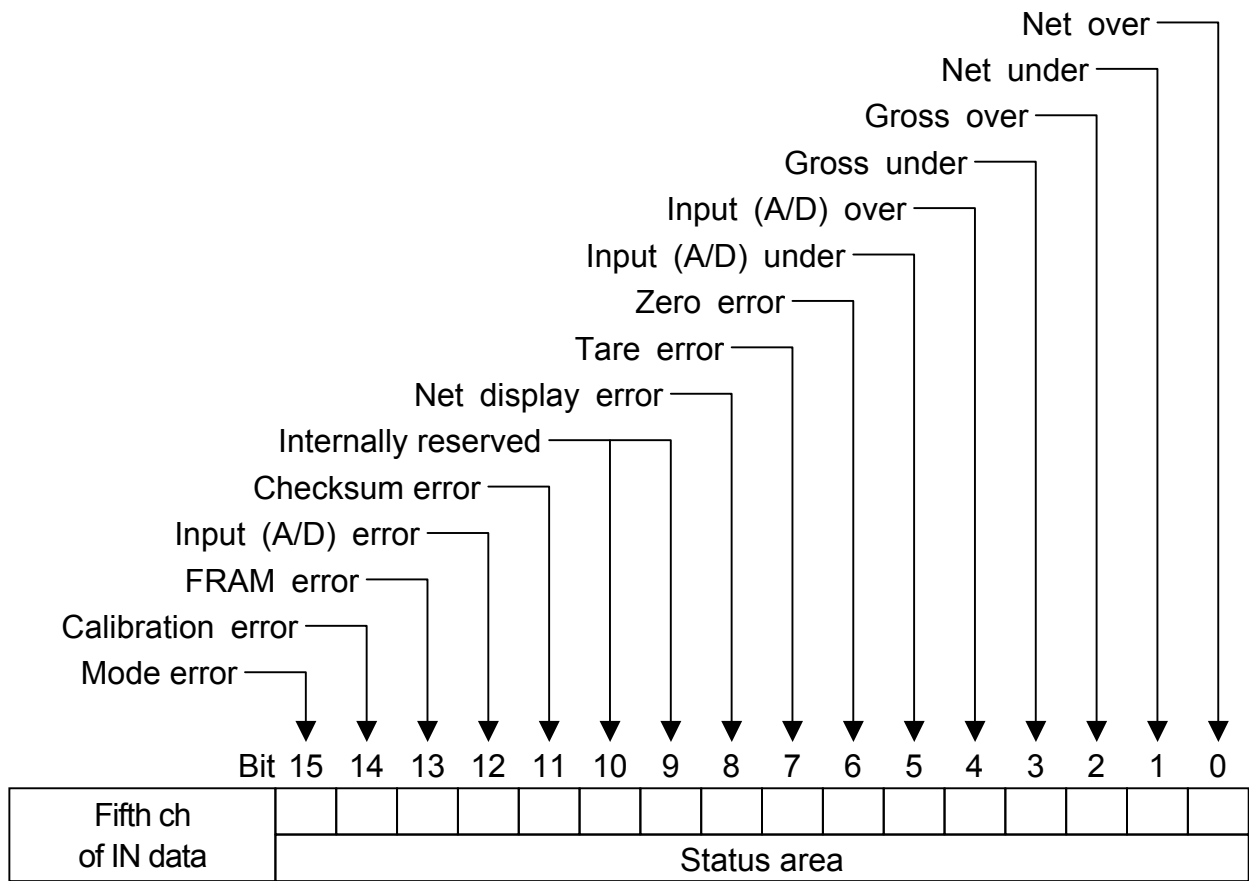 Net over
Net under
Gross over
Gross under
Input (A/D) over
Input (A/D) under
Zero error
Tare error
Net display error
Internally reserved
Checksum error
Input (A/D) error
FRAM error
Calibration error
Mode error
Bit 15 14 13 12 11 10 9 8 7 6 5 4 3 2 1 0
Fifth ch
of IN data
Status area